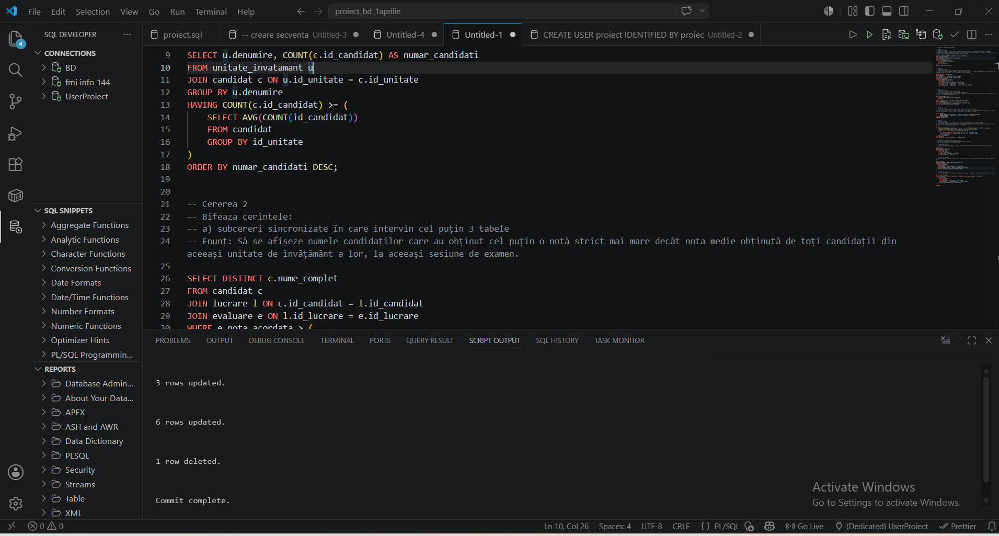 File Edit Selection View Go Run Terminal Help
proiect_bd_1aprilie
SQL DEVELOPER ...
proiect.sql
-- creare secventa Untitled-3
Untitled-4
Untitled-1
CREATE USER proiect IDENTIFIED BY proiec Untitled-2
4
CONNECTIONS
BD
fmi info 144
UserProiect
SQL SNIPPETS
Aggregate Functions
Analytic Functions
Character Functions
Conversion Functions
Date Formats
Date/Time Functions
Number Formats
Numeric Functions
Optimizer Hints
PL/SQL Programmin...
REPORTS
Database Admin...
About Your Data...
APEX
ASH and AWR
Data Dictionary
PLSQL
Security
Streams
Table
XML
9 SELECT u.denumire, COUNT(c.id_candidat) AS numar_candidati
10 FROM unitate_invatamant u
11 JOIN candidat c ON u.id_unitate = c.id_unitate
12 GROUP BY u.denumire
13 HAVING COUNT(c.id_candidat) >= (
14 SELECT AVG(COUNT(id_candidat))
15 FROM candidat
16 GROUP BY id_unitate
17 )
18 ORDER BY numar_candidati DESC;
19
20
21 -- Cererea 2
22 -- Bifeaza cerintele:
23 -- a) subcereri sincronizate în care intervin cel puțin 3 tabele
24 -- Enunț: Să se afișeze numele candidaților care au obținut cel puțin o notă strict mai mare decât nota medie obținută de toți candidații din
aceeași unitate de învățământ a lor, la aceeași sesiune de examen.
25
26 SELECT DISTINCT c.nume_complet
27 FROM candidat c
28 JOIN lucrare l ON c.id_candidat = l.id_candidat
29 JOIN evaluare e ON l.id_lucrare = e.id_lucrare
30 WHERE e.nota_acordata > (
PROBLEMS OUTPUT DEBUG CONSOLE TERMINAL PORTS QUERY RESULT SCRIPT OUTPUT SQL HISTORY TASK MONITOR
3 rows updated.
6 rows updated.
1 row deleted.
Commit complete.
Activate Windows
Go to Settings to activate Windows.
0 0
Ln 10, Col 26 Spaces: 4 UTF-8 CRLF {} PL/SQL Go Live (Dedicated) UserProiect Prettier